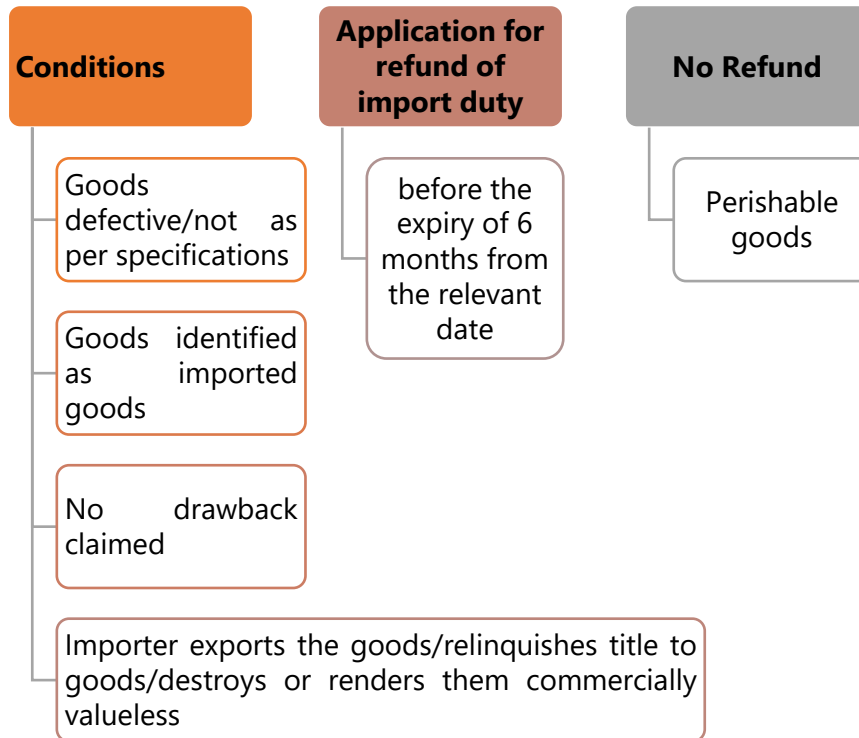 Conditions
Goods
defective/not as
per specifications
Goods identified
as imported
goods
No drawback
claimed
Importer exports the goods/relinquishes title to
goods/destroys or renders them commercially
valueless
Application for
refund of
import duty
before the
expiry of 6
months from
the relevant
date
No Refund
Perishable
goods